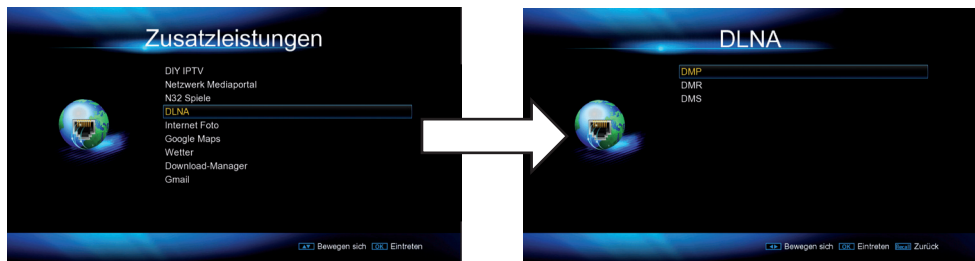 Zusatzleistungen
DIY IPTV
Netzwerk Mediaportal
N32 Spiele
DLNA
Internet Foto
Google Maps
Wetter
Download-Manager
Gmail
Bewegen sich OK Eintreten
DLNA
DMP
DMR
DMS
Bewegen sich OK Eintreten Recall Zurück